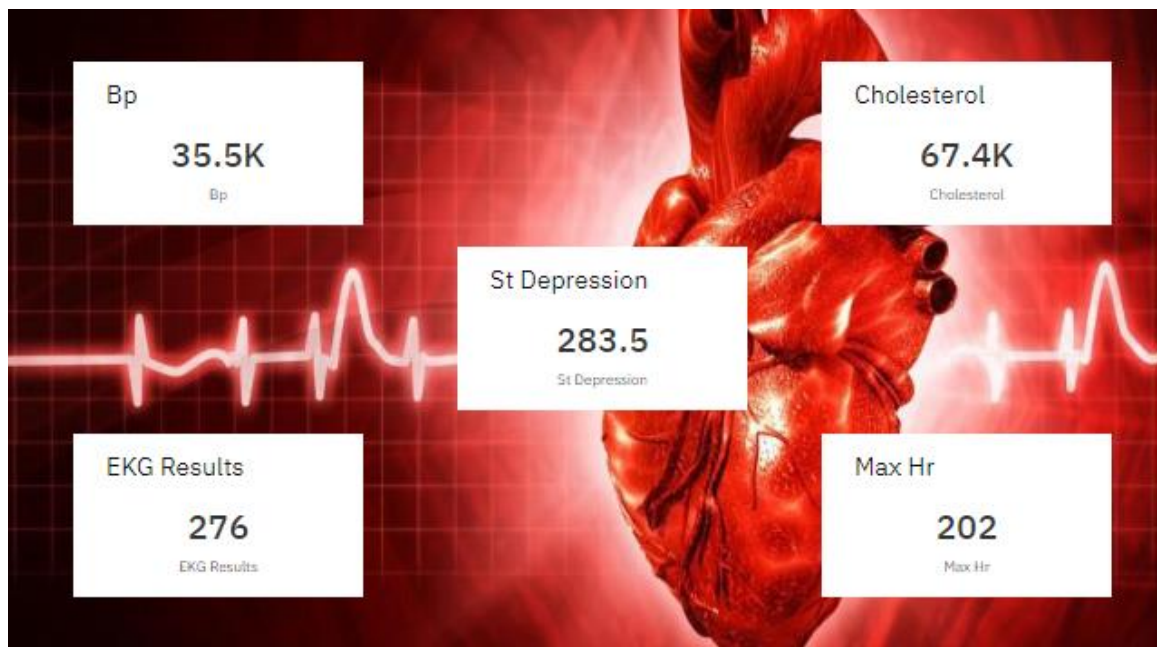 Bp
35.5K
Bp
Cholesterol
67.4K
Cholesterol
St Depression
283.5
St Depression
EKG Results
276
EKG Results
Max Hr
202
Max Hr